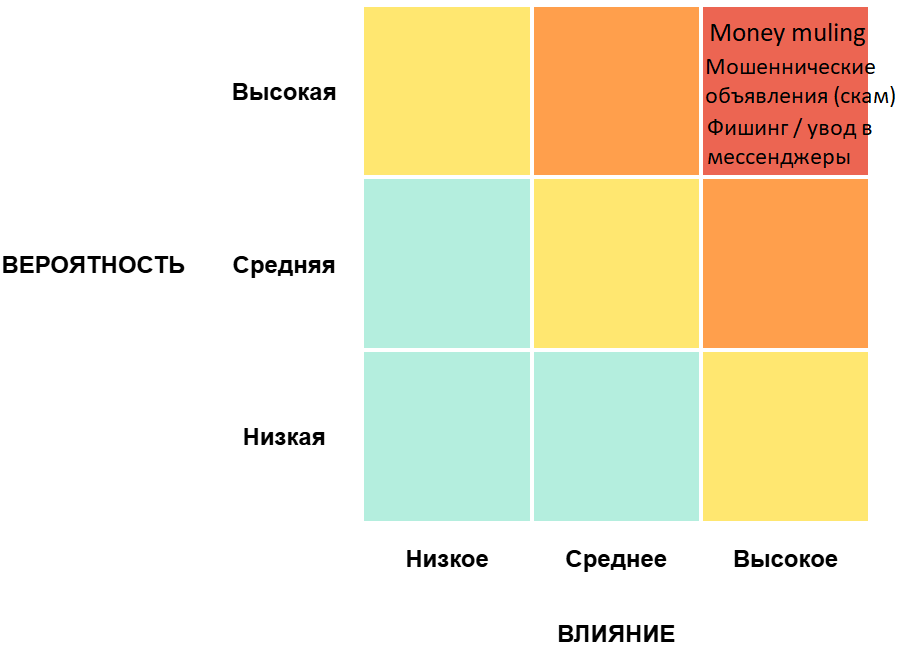 Money muling
Мошеннические
объявления (скам)
Фишинг / увод в
мессенджеры
Высокая
ВЕРОЯТНОСТЬ
Средняя
Низкая
Низкое
Среднее
Высокое
ВЛИЯНИЕ